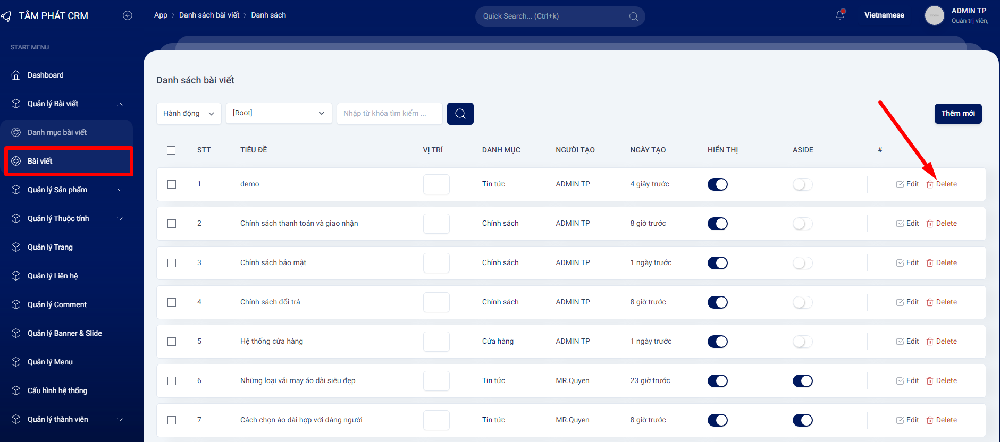 TÂM PHÁT CRM
App > Danh sách bài viết > Danh sách
Quick Search... (Ctrl+k)
Vietnamese
ADMIN TP
Quản trị viên,
START MENU
Dashboard
Quản lý Bài viết
Danh mục bài viết
Bài viết
Quản lý Sản phẩm
Quản lý Thuộc tính
Quản lý Trang
Quản lý Liên hệ
Quản lý Comment
Quản lý Banner & Slide
Quản lý Menu
Cấu hình hệ thống
Quản lý thành viên
Danh sách bài viết
Hành động [Root] Nhập từ khóa tìm kiếm ... Thêm mới
STT TIÊU ĐỀ VỊ TRÍ DANH MỤC NGƯỜI TẠO NGÀY TẠO HIỂN THỊ ASIDE #
1 demo Tin tức ADMIN TP 4 giây trước Edit Delete
2 Chính sách thanh toán và giao nhận Chính sách ADMIN TP 8 giờ trước Edit Delete
3 Chính sách bảo mật Chính sách ADMIN TP 1 ngày trước Edit Delete
4 Chính sách đổi trả Chính sách ADMIN TP 8 giờ trước Edit Delete
5 Hệ thống cửa hàng Cửa hàng ADMIN TP 1 ngày trước Edit Delete
6 Những loại vải may áo dài siêu đẹp Tin tức MR.Quyen 23 giờ trước Edit Delete
7 Cách chọn áo dài hợp với dáng người Tin tức MR.Quyen 8 giờ trước Edit Delete